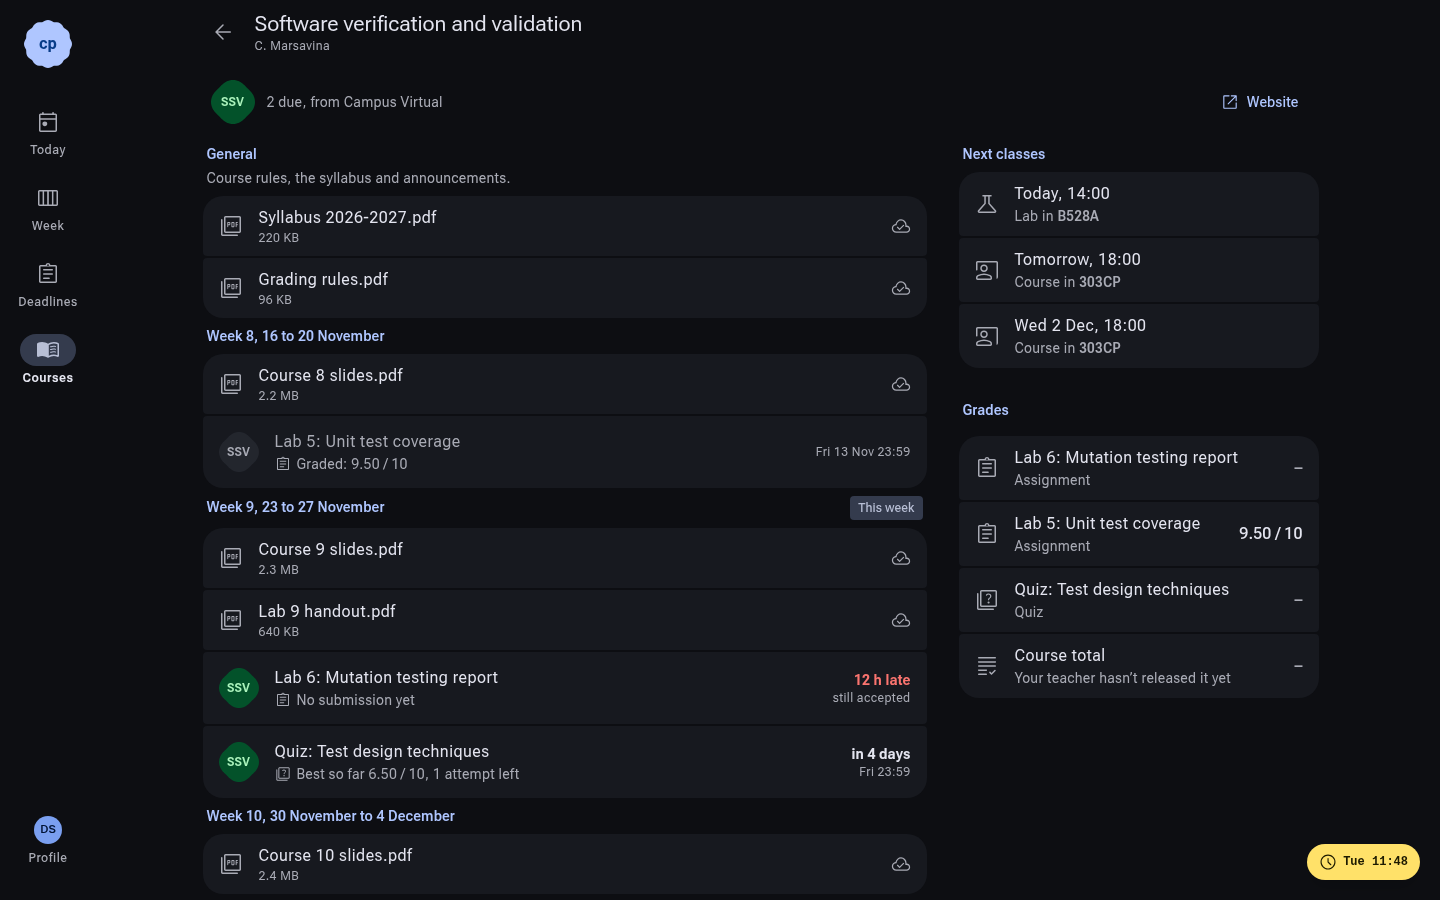 cp
Today
Week
Deadlines
Courses
DS
Profile
Software verification and validation
C. Marsavina
SSV
2 due, from Campus Virtual
Website
General
Course rules, the syllabus and announcements.
PDF
Syllabus 2026-2027.pdf
220 KB
PDF
Grading rules.pdf
96 KB
Week 8, 16 to 20 November
PDF
Course 8 slides.pdf
2.2 MB
SSV
Lab 5: Unit test coverage
Graded: 9.50 / 10
Fri 13 Nov 23:59
Week 9, 23 to 27 November
This week
PDF
Course 9 slides.pdf
2.3 MB
PDF
Lab 9 handout.pdf
640 KB
SSV
Lab 6: Mutation testing report
No submission yet
12 h late
still accepted
SSV
Quiz: Test design techniques
Best so far 6.50 / 10, 1 attempt left
in 4 days
Fri 23:59
Week 10, 30 November to 4 December
PDF
Course 10 slides.pdf
2.4 MB
Next classes
Today, 14:00
Lab in B528A
Tomorrow, 18:00
Course in 303CP
Wed 2 Dec, 18:00
Course in 303CP
Grades
Lab 6: Mutation testing report
Assignment
–
Lab 5: Unit test coverage
Assignment
9.50 / 10
Quiz: Test design techniques
Quiz
–
Course total
Your teacher hasn’t released it yet
–
Tue 11:48